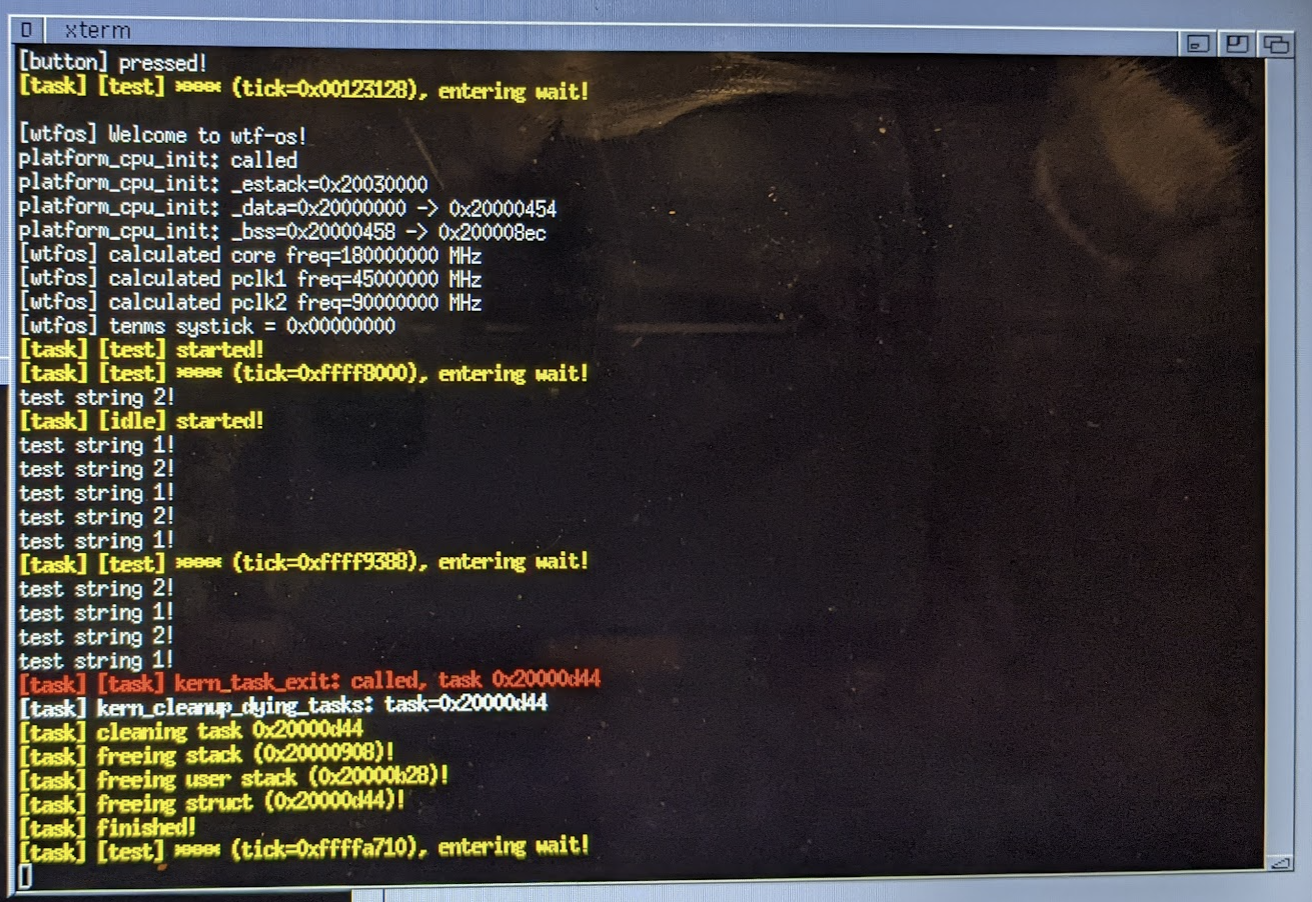 xterm
[button] pressed!
[task] [test] **** (tick=0x00123128), entering wait!
[wtfos] Welcome to wtf-os!
platform_cpu_init: called
platform_cpu_init: _estack=0x20030000
platform_cpu_init: _data=0x20000000 -> 0x20000454
platform_cpu_init: _bss=0x20000458 -> 0x200008ec
[wtfos] calculated core freq=180000000 MHz
[wtfos] calculated pclk1 freq=45000000 MHz
[wtfos] calculated pclk2 freq=90000000 MHz
[wtfos] tenms systick = 0x00000000
[task] [test] started!
[task] [test] **** (tick=0xffff8000), entering wait!
test string 2!
[task] [idle] started!
test string 1!
test string 2!
test string 1!
test string 2!
test string 1!
[task] [test] **** (tick=0xffff9388), entering wait!
test string 2!
test string 1!
test string 2!
test string 1!
[task] [task] kern_task_exit: called, task 0x20000d44
[task] kern_cleanup_dying_tasks: task=0x20000d44
[task] cleaning task 0x20000d44
[task] freeing stack (0x20000908)!
[task] freeing user stack (0x20000b28)!
[task] freeing struct (0x20000d44)!
[task] finished!
[task] [test] **** (tick=0xffffa710), entering wait!